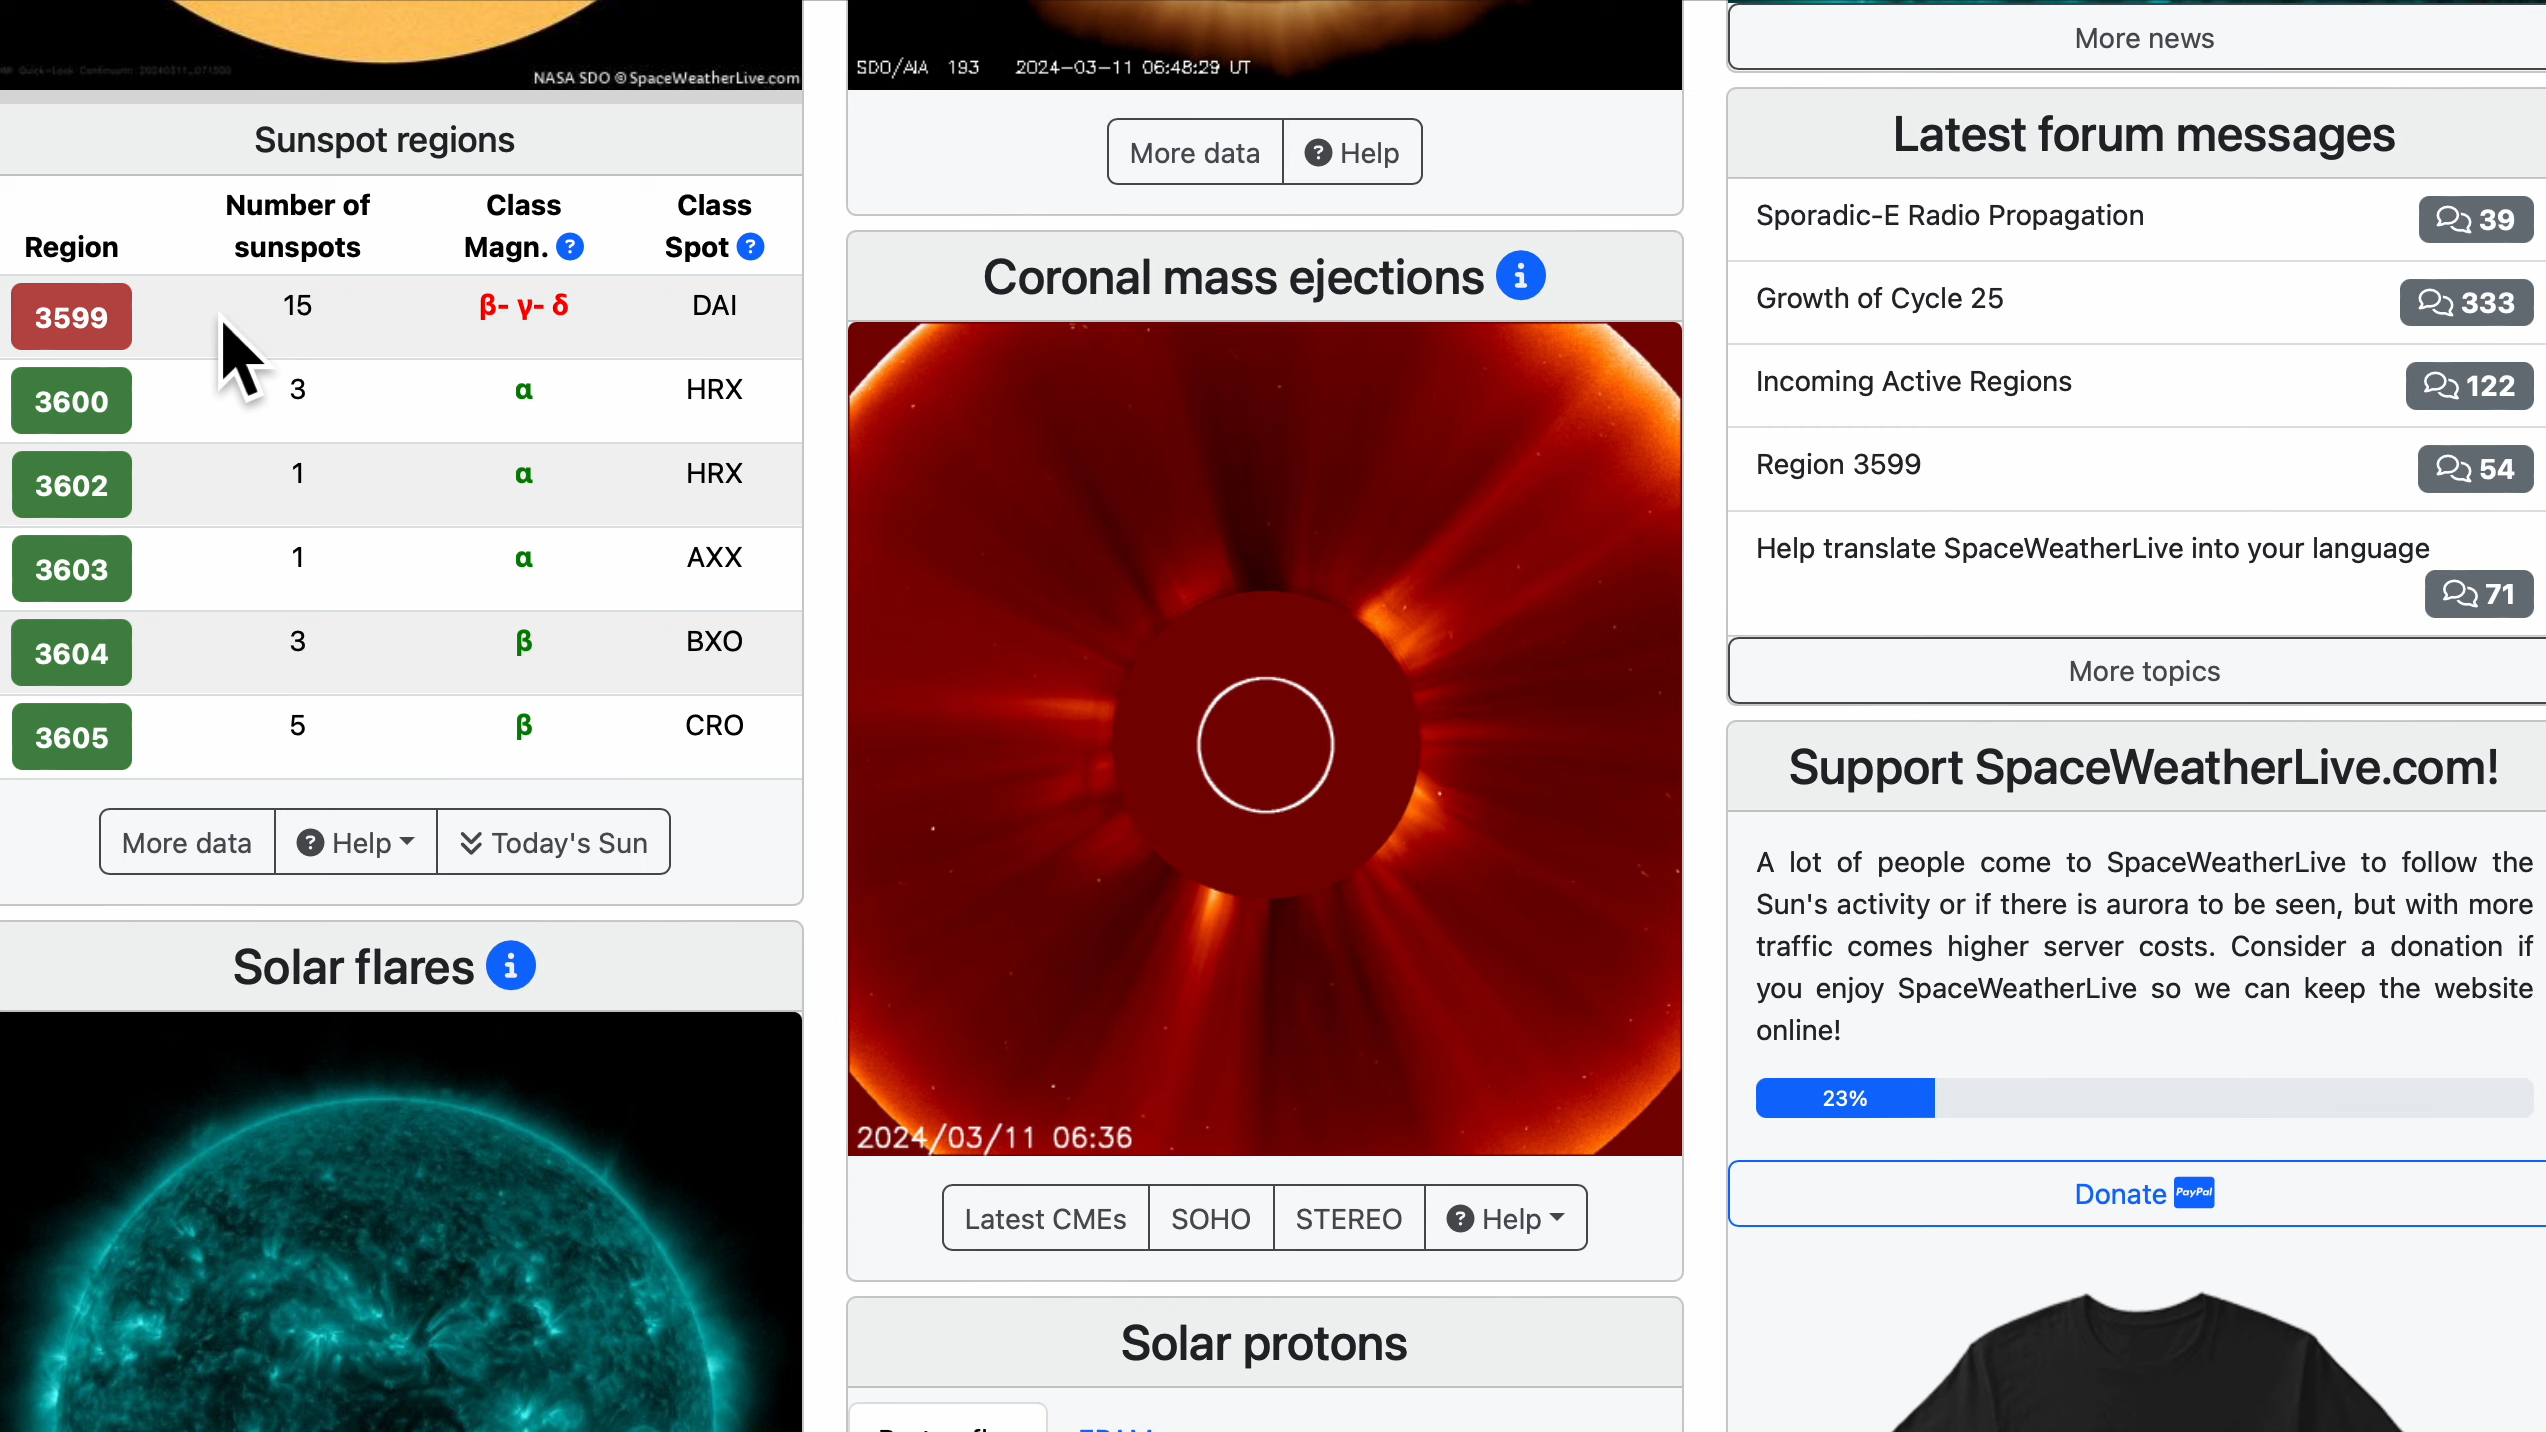 NASA SDO © SpaceWeatherLive.com
Sunspot regions
Region
Number of sunspots
Class Magn.
Class Spot
3599 15 β- γ- δ DAI
3600 3 α HRX
3602 1 α HRX
3603 1 α AXX
3604 3 β BXO
3605 5 β CRO
More data
Help
Today's Sun
Solar flares
SDO/AIA 193 2024-03-11 06:48:29 UT
More data
Help
Coronal mass ejections
2024/03/11 06:36
Latest CMEs
SOHO
STEREO
Help
Solar protons
More news
Latest forum messages
Sporadic-E Radio Propagation 39
Growth of Cycle 25 333
Incoming Active Regions 122
Region 3599 54
Help translate SpaceWeatherLive into your language
71
More topics
Support SpaceWeatherLive.com!
A lot of people come to SpaceWeatherLive to follow the
Sun's activity or if there is aurora to be seen, but with more
traffic comes higher server costs. Consider a donation if
you enjoy SpaceWeatherLive so we can keep the website
online!
23%
Donate PayPal